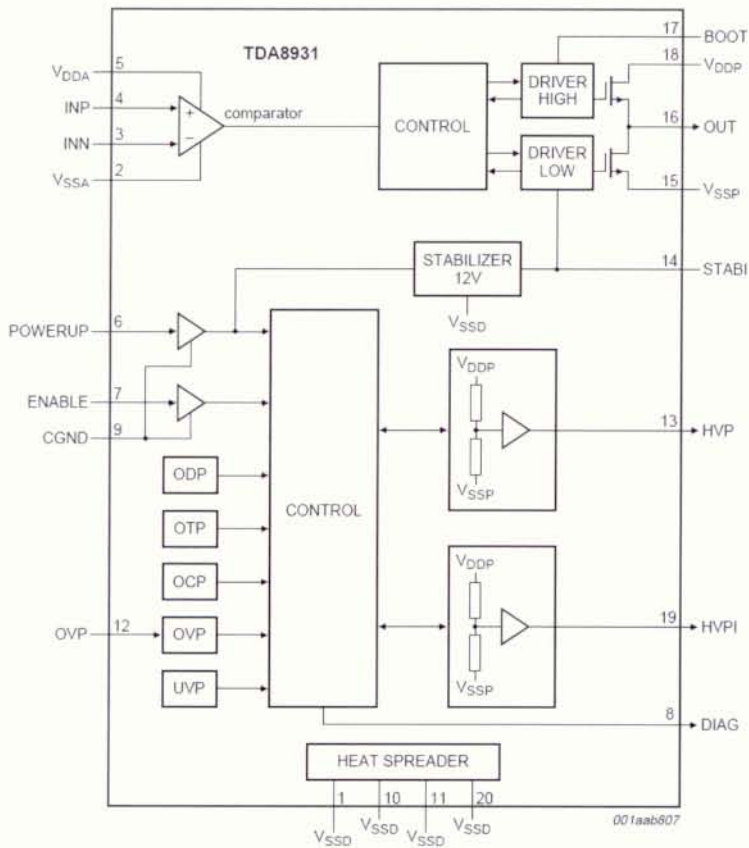 TDA8931
17 BOOT
18 VDDP
VDDA 5
INP 4
INN 3
VSSA 2
+
−
comparator
CONTROL
DRIVER
HIGH
DRIVER
LOW
16 OUT
15 VSSP
STABILIZER
12V
VSSD
14 STABI
POWERUP 6
ENABLE 7
CGND 9
ODP
OTP
OCP
OVP 12
OVP
UVP
CONTROL
VDDP
VSSP
13 HVP
VDDP
VSSP
19 HVPI
8 DIAG
HEAT SPREADER
1 10 11 20
VSSD VSSD VSSD VSSD
001aab807